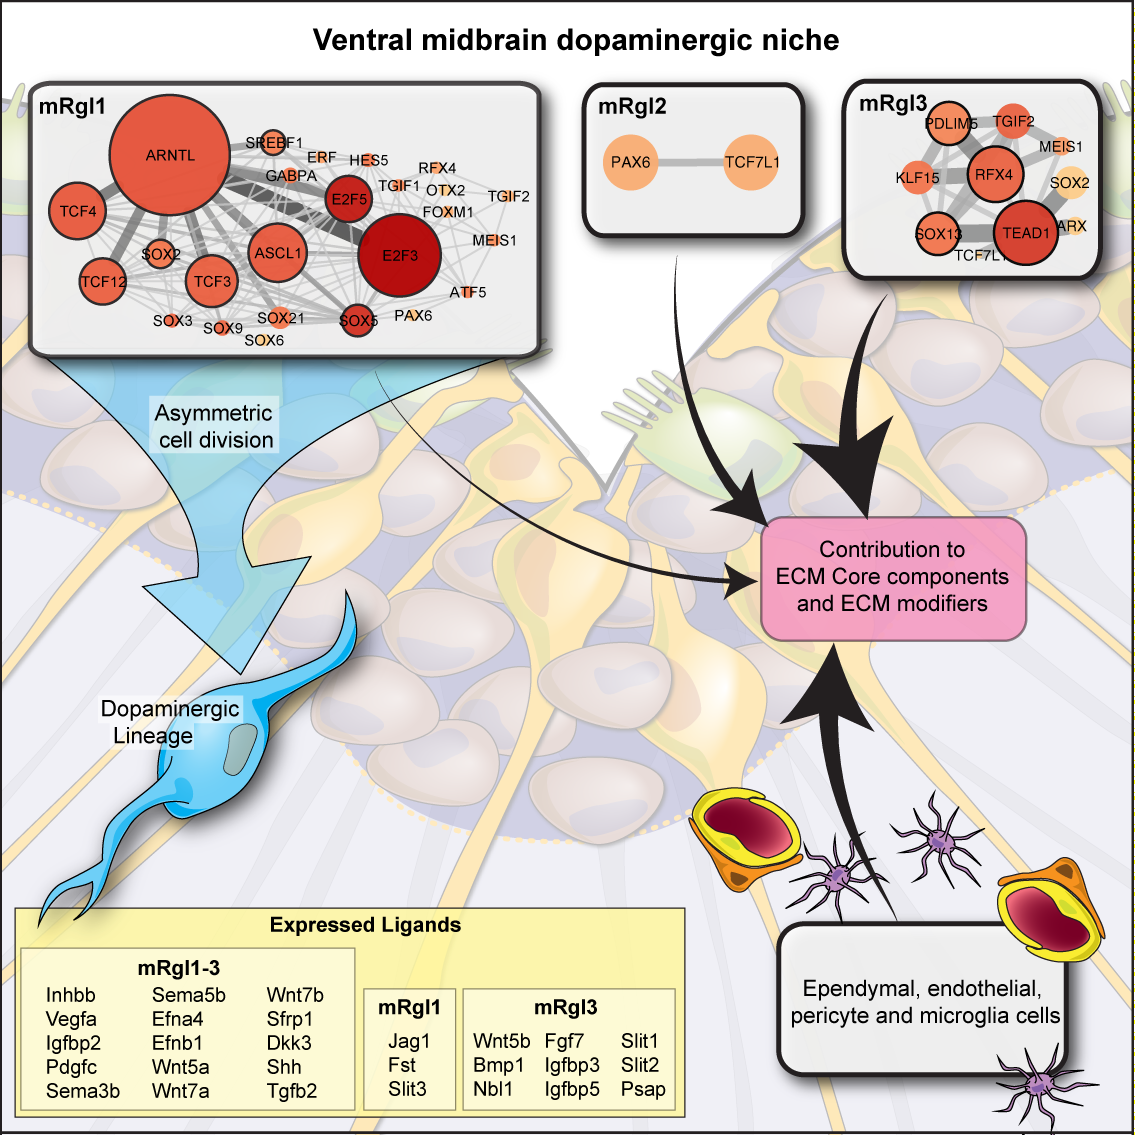 Ventral midbrain dopaminergic niche
mRgl1
ARNTL
SREBF1
ERF
HES5
GABPA
RFX4
TGIF1
OTX2
TGIF2
E2F5
FOXM1
TCF4
MEIS1
SOX2
ASCL1
E2F3
TCF12
TCF3
ATF5
SOX3
SOX9
SOX21
SOX5
PAX6
SOX6
mRgl2
PAX6
TCF7L1
mRgl3
PDLIM5
TGIF2
MEIS1
KLF15
RFX4
SOX2
SOX13
TEAD1
ARX
TCF7L1
Asymmetric
cell division
Contribution to
ECM Core components
and ECM modifiers
Dopaminergic
Lineage
Ependymal, endothelial,
pericyte and microglia cells
Expressed Ligands
mRgl1-3
Inhbb Sema5b Wnt7b
Vegfa Efna4 Sfrp1
Igfbp2 Efnb1 Dkk3
Pdgfc Wnt5a Shh
Sema3b Wnt7a Tgfb2
mRgl1
Jag1
Fst
Slit3
mRgl3
Wnt5b Fgf7 Slit1
Bmp1 Igfbp3 Slit2
Nbl1 Igfbp5 Psap